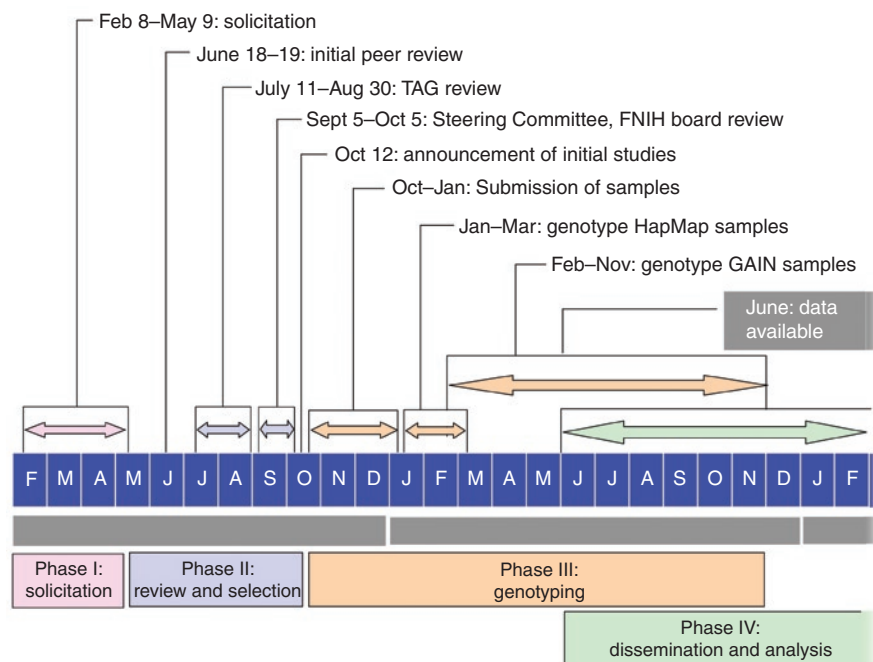 Feb 8–May 9: solicitation
June 18–19: initial peer review
July 11–Aug 30: TAG review
Sept 5–Oct 5: Steering Committee, FNIH board review
Oct 12: announcement of initial studies
Oct–Jan: Submission of samples
Jan–Mar: genotype HapMap samples
Feb–Nov: genotype GAIN samples
June: data
available
F M A M J J A S O N D J F M A M J J A S O N D J F
Phase I:
solicitation
Phase II:
review and selection
Phase III:
genotyping
Phase IV:
dissemination and analysis